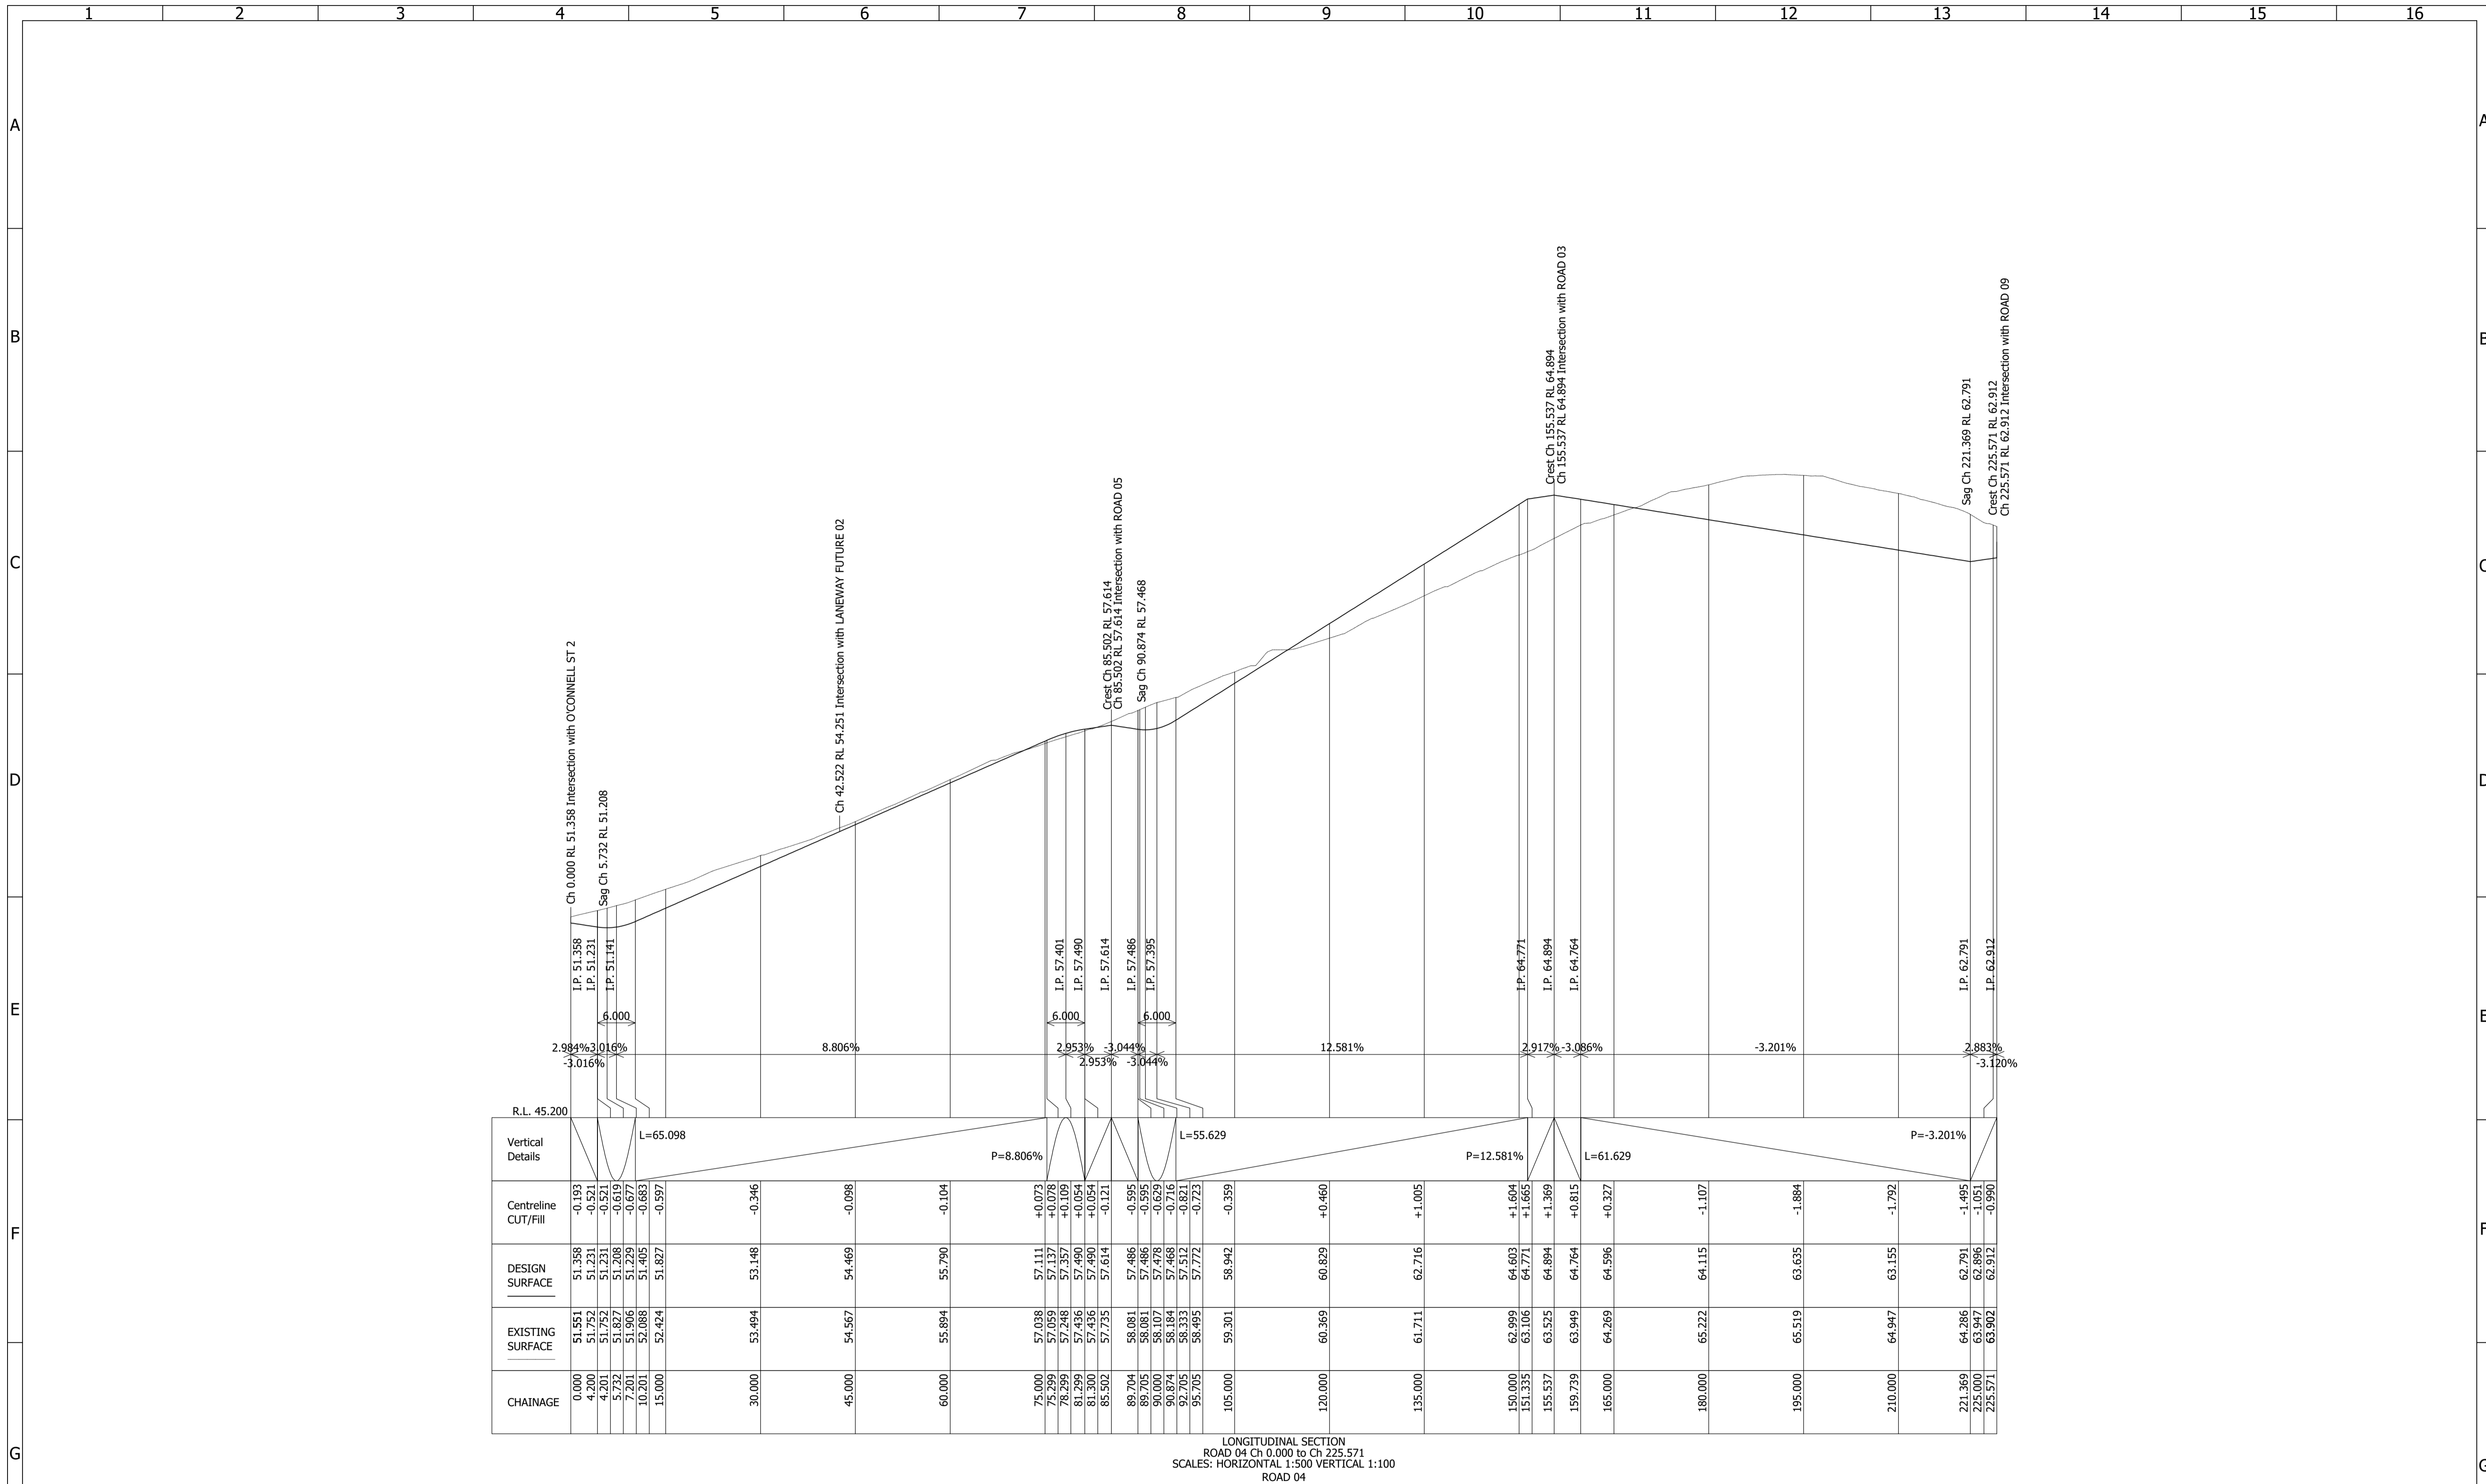 1 2 3 4 5 6 7 8 9 10 11 12 13 14 15 16
A
A
B
B
C
C
D
D
E
E
F
F
G
G
Ch 0.000 RL 51.358 Intersection with O'CONNELL ST 2
Sag Ch 5.732 RL 51.208
Ch 42.522 RL 54.251 Intersection with LANEWAY FUTURE 02
Crest Ch 85.502 RL 57.614
Ch 85.502 RL 57.614 Intersection with ROAD 05
Sag Ch 90.874 RL 57.468
Crest Ch 155.537 RL 64.894
Ch 155.537 RL 64.894 Intersection with ROAD 03
Sag Ch 221.369 RL 62.791
Crest Ch 225.571 RL 62.912
Ch 225.571 RL 62.912 Intersection with ROAD 09
I.P. 51.358
I.P. 51.231
I.P. 51.141
I.P. 57.401
I.P. 57.490
I.P. 57.614
I.P. 57.486
I.P. 57.395
I.P. 64.771
I.P. 64.894
I.P. 64.764
I.P. 62.791
I.P. 62.912
6.000 6.000 6.000
2.984% -3.016% 8.806% 2.953% -3.044% 12.581% 2.917% -3.086% -3.201% 2.883%
-3.016% 2.953% -3.044% -3.120%
R.L. 45.200
Vertical
Details
L=65.098
P=8.806%
L=55.629
P=12.581%
L=61.629
P=-3.201%
Centreline
CUT/Fill
-0.193 -0.521 -0.521 -0.619 -0.677 -0.683 -0.597 -0.346 -0.098 -0.104 +0.073 +0.078 +0.109 +0.054 +0.054 -0.121 -0.595 -0.595 -0.629 -0.716 -0.821 -0.723 -0.359 +0.460 +1.005 +1.604 +1.665 +1.369 +0.815 +0.327 -1.107 -1.884 -1.792 -1.495 -1.051 -0.990
DESIGN
SURFACE
51.358 51.231 51.231 51.208 51.229 51.405 51.827 53.148 54.469 55.790 57.111 57.137 57.357 57.490 57.490 57.614 57.486 57.486 57.478 57.468 57.512 57.772 58.942 60.829 62.716 64.603 64.771 64.894 64.764 64.596 64.115 63.635 63.155 62.791 62.896 62.912
EXISTING
SURFACE
51.551 51.752 51.752 51.827 51.906 52.088 52.424 53.494 54.567 55.894 57.038 57.059 57.248 57.436 57.436 57.735 58.081 58.081 58.107 58.184 58.333 58.495 59.301 60.369 61.711 62.999 63.106 63.525 63.949 64.269 65.222 65.519 64.947 64.286 63.947 63.902
CHAINAGE
0.000 4.200 4.201 5.732 7.201 10.201 15.000 30.000 45.000 60.000 75.000 75.299 78.299 81.299 81.300 85.502 89.704 89.705 90.000 90.874 92.705 95.705 105.000 120.000 135.000 150.000 151.335 155.537 159.739 165.000 180.000 195.000 210.000 221.369 225.000 225.571
LONGITUDINAL SECTION
ROAD 04 Ch 0.000 to Ch 225.571
SCALES: HORIZONTAL 1:500 VERTICAL 1:100
ROAD 04